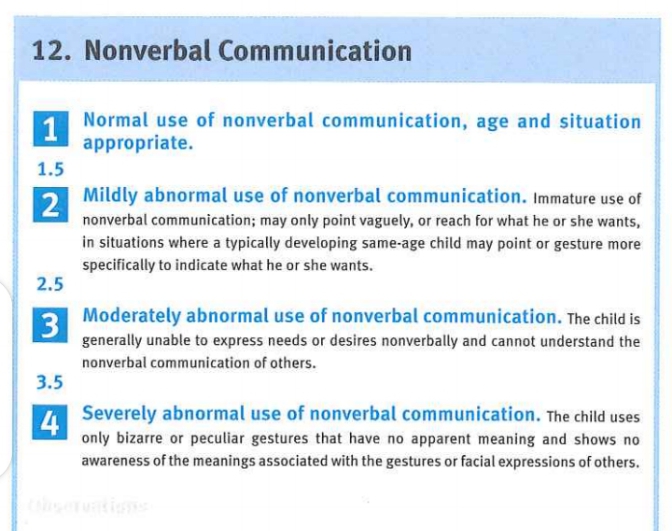 12. Nonverbal Communication
1 Normal use of nonverbal communication, age and situation
appropriate.
1.5
2 Mildly abnormal use of nonverbal communication. Immature use of
nonverbal communication; may only point vaguely, or reach for what he or she wants,
in situations where a typically developing same-age child may point or gesture more
specifically to indicate what he or she wants.
2.5
3 Moderately abnormal use of nonverbal communication. The child is
generally unable to express needs or desires nonverbally and cannot understand the
nonverbal communication of others.
3.5
4 Severely abnormal use of nonverbal communication. The child uses
only bizarre or peculiar gestures that have no apparent meaning and shows no
awareness of the meanings associated with the gestures or facial expressions of others.
Observations